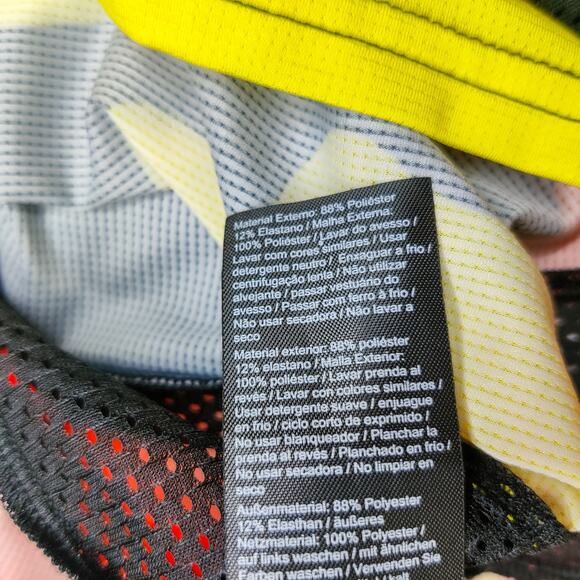 Material Externo: 88% Poliéster
12% Elastano / Malha Externa:
100% Poliéster / Lavar do avesso /
Lavar com cores similares / Usar
detergente neutro / Enxaguar a frio /
centrifugação lenta / Não utilizar
alvejante / passar vestuário do
avesso / Passar com ferro à frio /
Não usar secadora / Não lavar a
seco
Material exterior: 88% poliéster
12% elastano / Malla Exterior:
100% poliéster / Lavar prenda al
revés / Lavar con colores similares /
Usar detergente suave / enjuague
en frio / ciclo corto de exprimido /
No usar blanqueador / Planchar la
prenda al revés / Planchado en frio /
No usar secadora / No limpiar en
seco
Außenmaterial: 88% Polyester
12% Elasthan / äußeres
Netzmaterial: 100% Polyester /
auf links waschen / mit ähnlichen
Farben waschen / Verwenden Sie